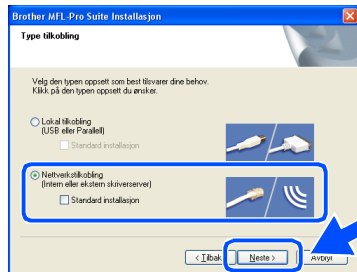 Brother MFL-Pro Suite Installasjon
Type tilkobling
Velg den typen oppsett som best tilsvarer dine behov.
Klikk på den typen oppsett du ønsker.
Lokal tilkobling
(USB eller Parallell)
Standard installasjon
Nettverkstilkobling
(Intern eller ekstern skriverserver)
Standard installasjon
< Tilbak Neste > Avbryt